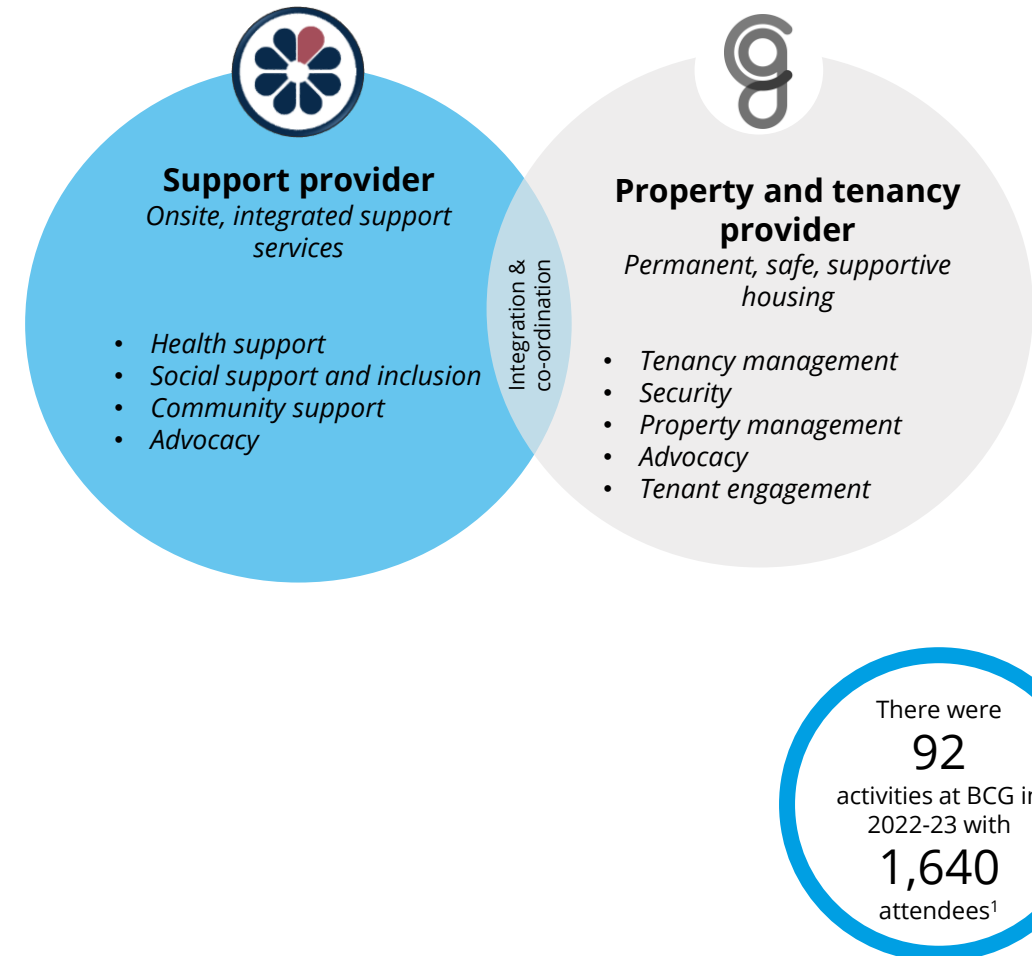 Support provider
Onsite, integrated support
services
• Health support
• Social support and inclusion
• Community support
• Advocacy
Integration &
co-ordination
Property and tenancy
provider
Permanent, safe, supportive
housing
• Tenancy management
• Security
• Property management
• Advocacy
• Tenant engagement
There were
92
activities at BCG in
2022-23 with
1,640
attendees¹